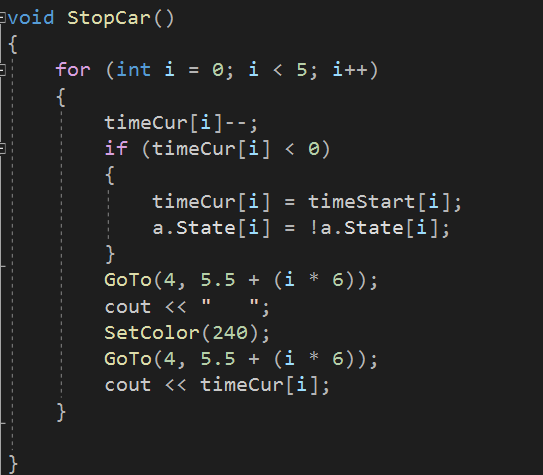 void StopCar()
{
    for (int i = 0; i < 5; i++)
    {
        timeCur[i]--;
        if (timeCur[i] < 0)
        {
            timeCur[i] = timeStart[i];
            a.State[i] = !a.State[i];
        }
        GoTo(4, 5.5 + (i * 6));
        cout << "   ";
        SetColor(240);
        GoTo(4, 5.5 + (i * 6));
        cout << timeCur[i];
    }

}